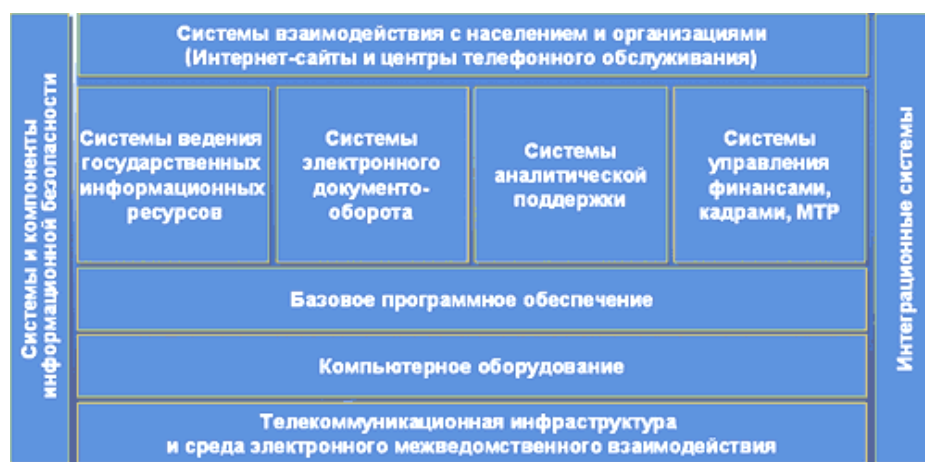 Системы и компоненты
информационной безопасности
Системы взаимодействия с населением и организациями
(Интернет-сайты и центры телефонного обслуживания)
Системы ведения
государственных
информационных
ресурсов
Системы
электронного
документо-
оборота
Системы
аналитической
поддержки
Системы
управления
финансами,
кадрами, МТР
Базовое программное обеспечение
Компьютерное оборудование
Телекоммуникационная инфраструктура
и среда электронного межведомственного взаимодействия
Интеграционные системы